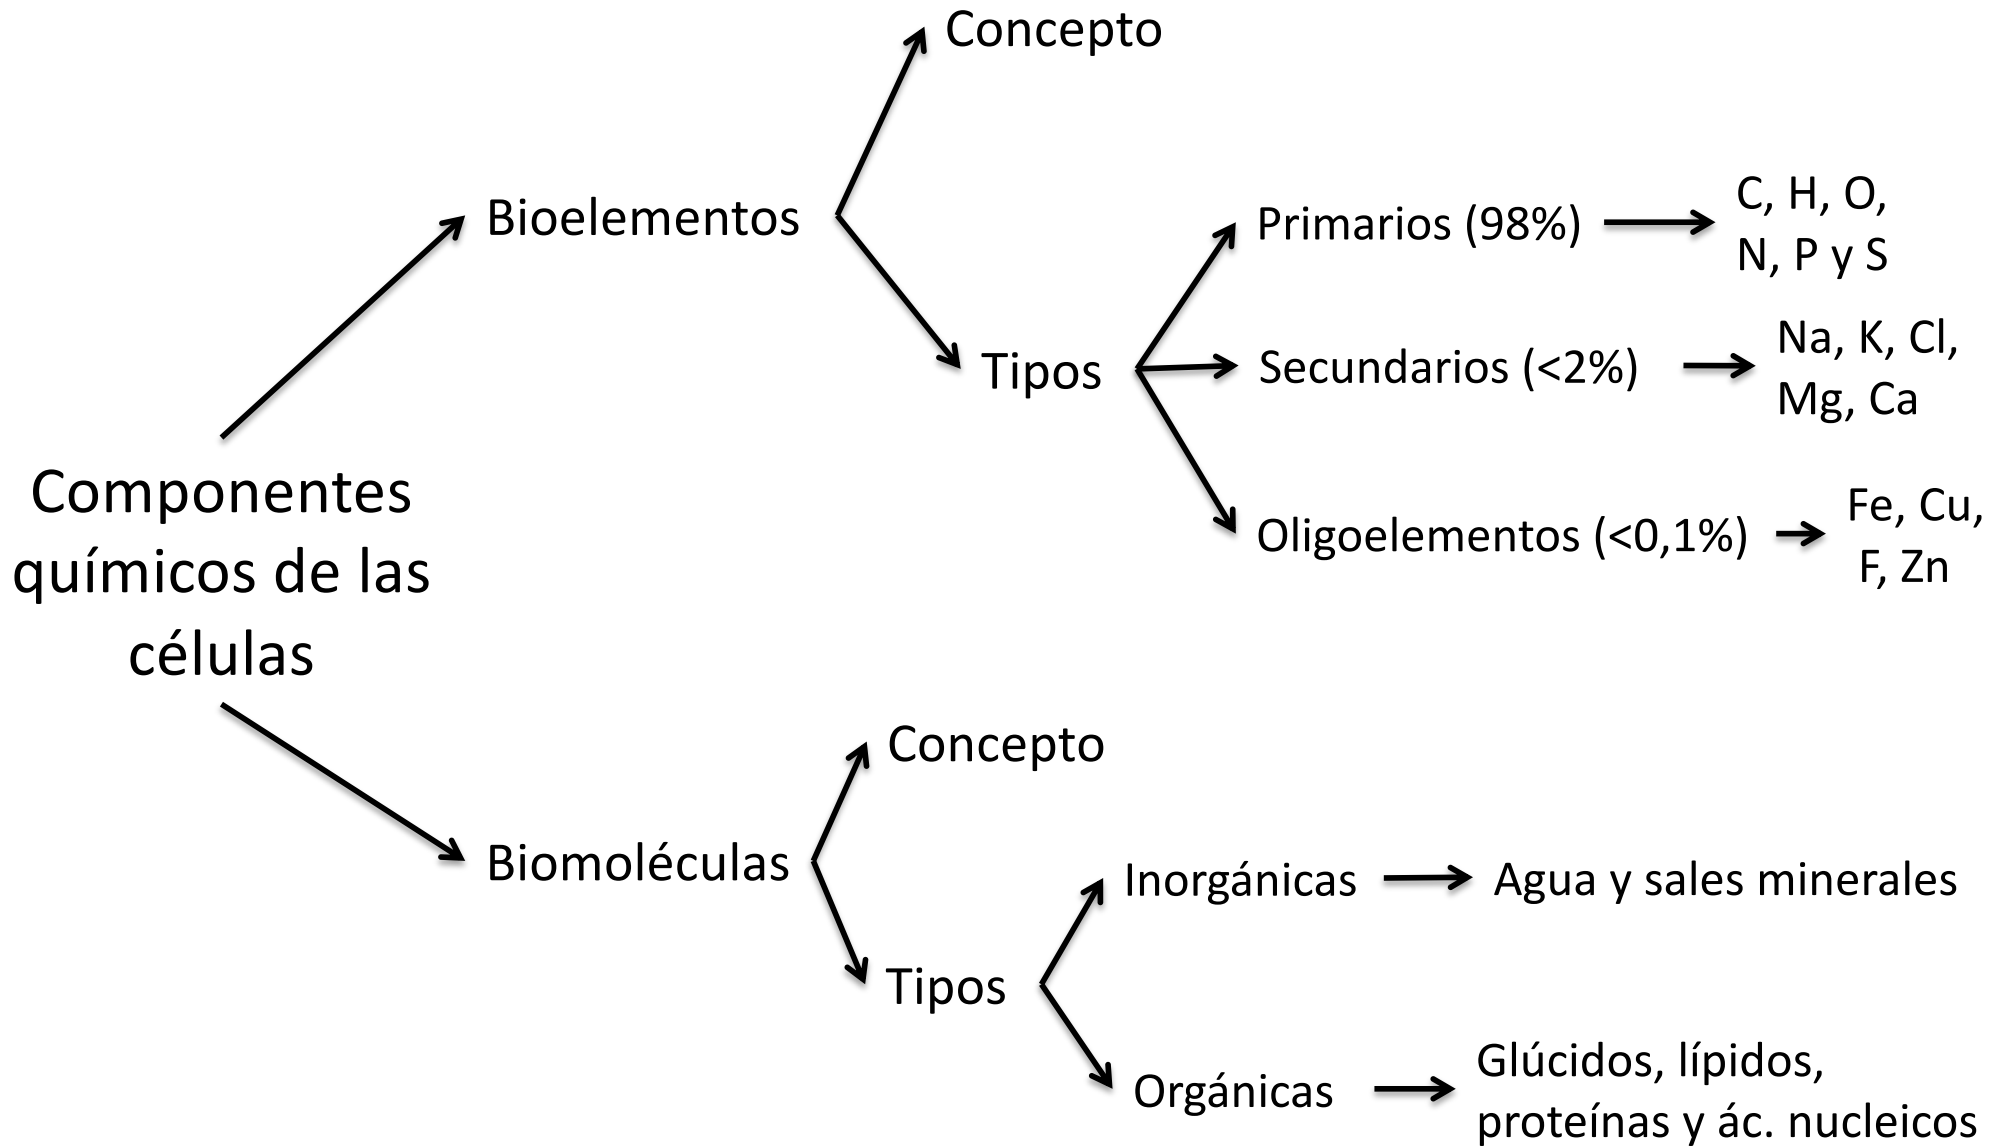 Concepto
Bioelementos
Primarios (98%)
C, H, O,
N, P y S
Tipos
Secundarios (<2%)
Na, K, Cl,
Mg, Ca
Oligoelementos (<0,1%)
Fe, Cu,
F, Zn
Componentes
químicos de las
células
Concepto
Biomoléculas
Inorgánicas
Agua y sales minerales
Tipos
Orgánicas
Glúcidos, lípidos,
proteínas y ác. nucleicos